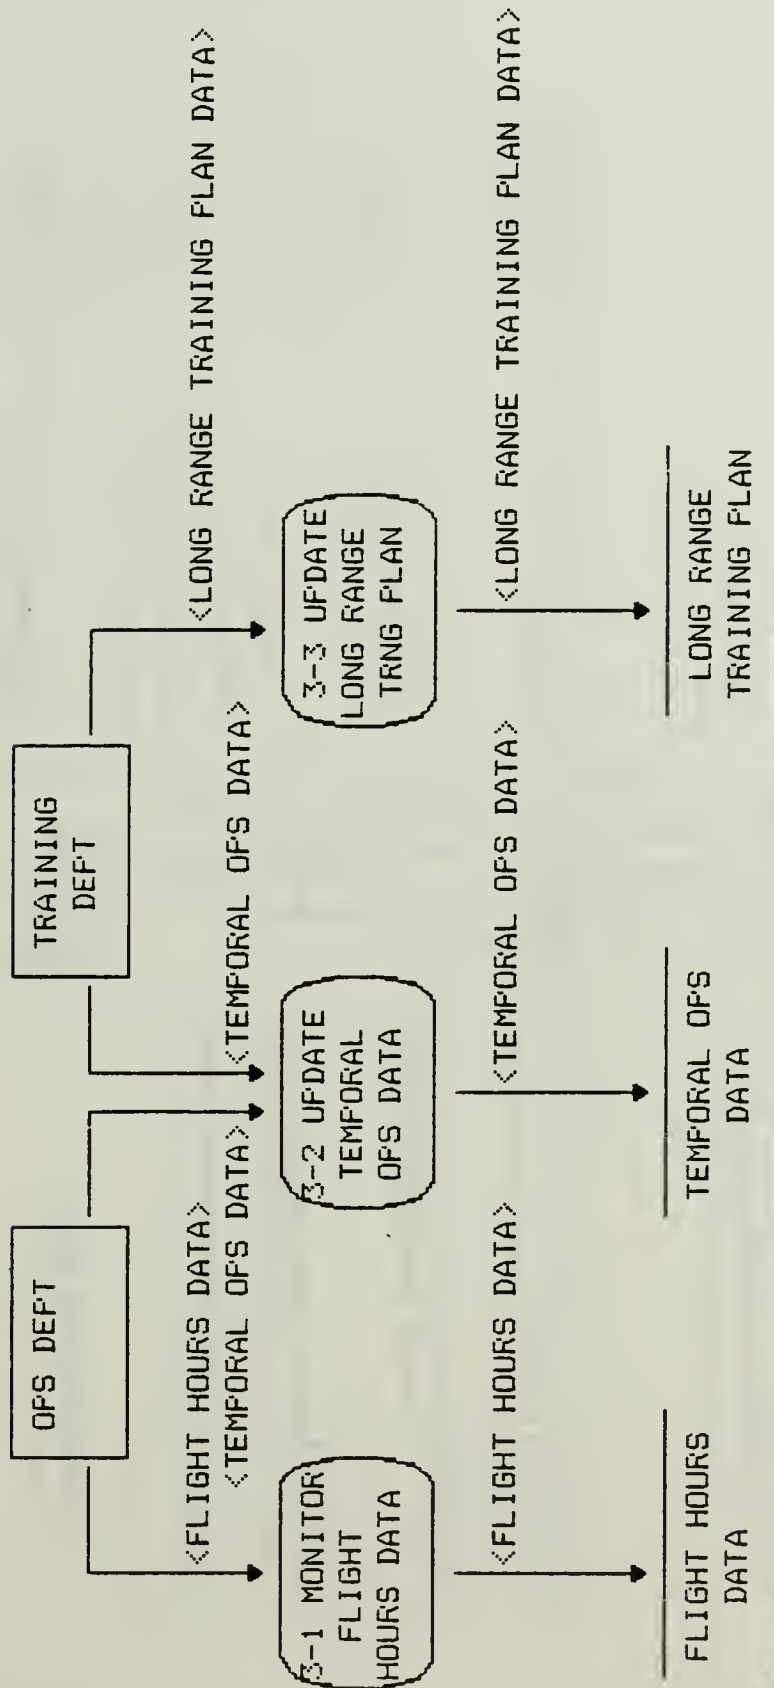 OPS DEPT
TRAINING
DEPT
<FLIGHT HOURS DATA>
<TEMPORAL OPS DATA>
<TEMPORAL OPS DATA>
<LONG RANGE TRAINING PLAN DATA>
3-1 MONITOR
FLIGHT
HOURS DATA
3-2 UPDATE
TEMPORAL
OPS DATA
3-3 UPDATE
LONG RANGE
TRNG PLAN
<FLIGHT HOURS DATA>
<TEMPORAL OPS DATA>
<LONG RANGE TRAINING PLAN DATA>
FLIGHT HOURS
DATA
TEMPORAL OPS
DATA
LONG RANGE
TRAINING PLAN